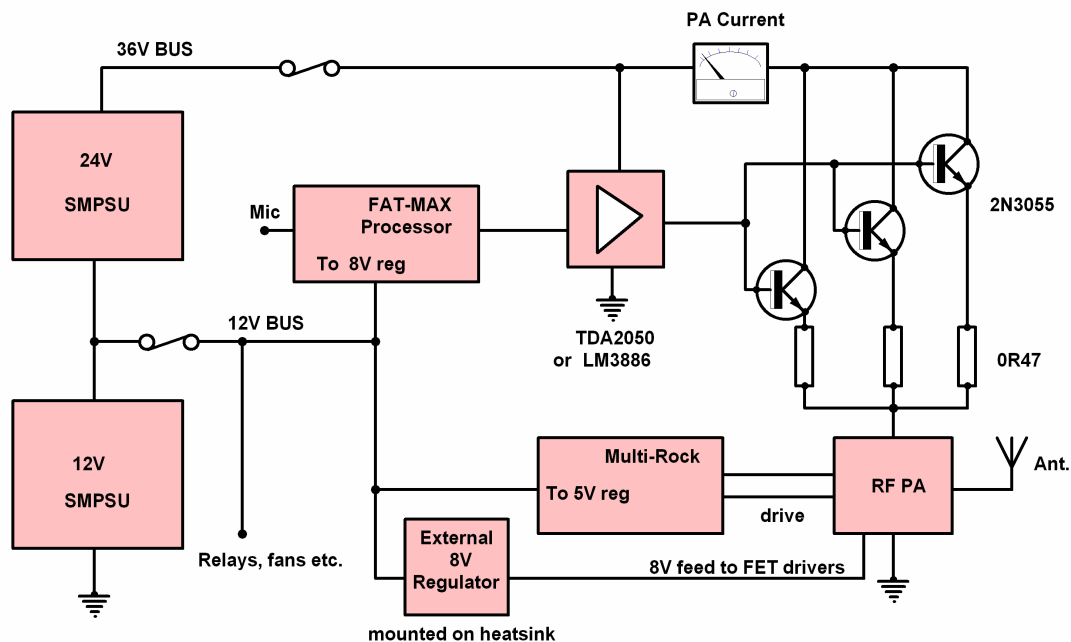 PA Current
36V BUS
24V
SMPSU
2N3055
FAT-MAX
Processor
To 8V reg
Mic
12V BUS
TDA2050
or LM3886
0R47
12V
SMPSU
Multi-Rock
To 5V reg
RF PA
Ant.
drive
Relays, fans etc.
External
8V
Regulator
8V feed to FET drivers
mounted on heatsink